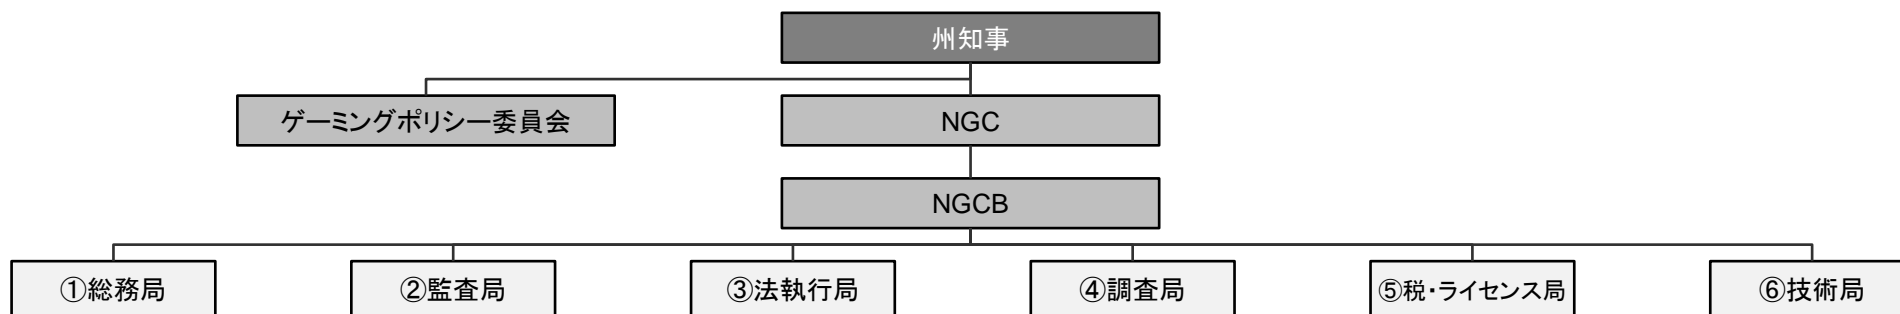 州知事
ゲーミングポリシー委員会
NGC
NGCB
①総務局
②監査局
③法執行局
④調査局
⑤税・ライセンス局
⑥技術局